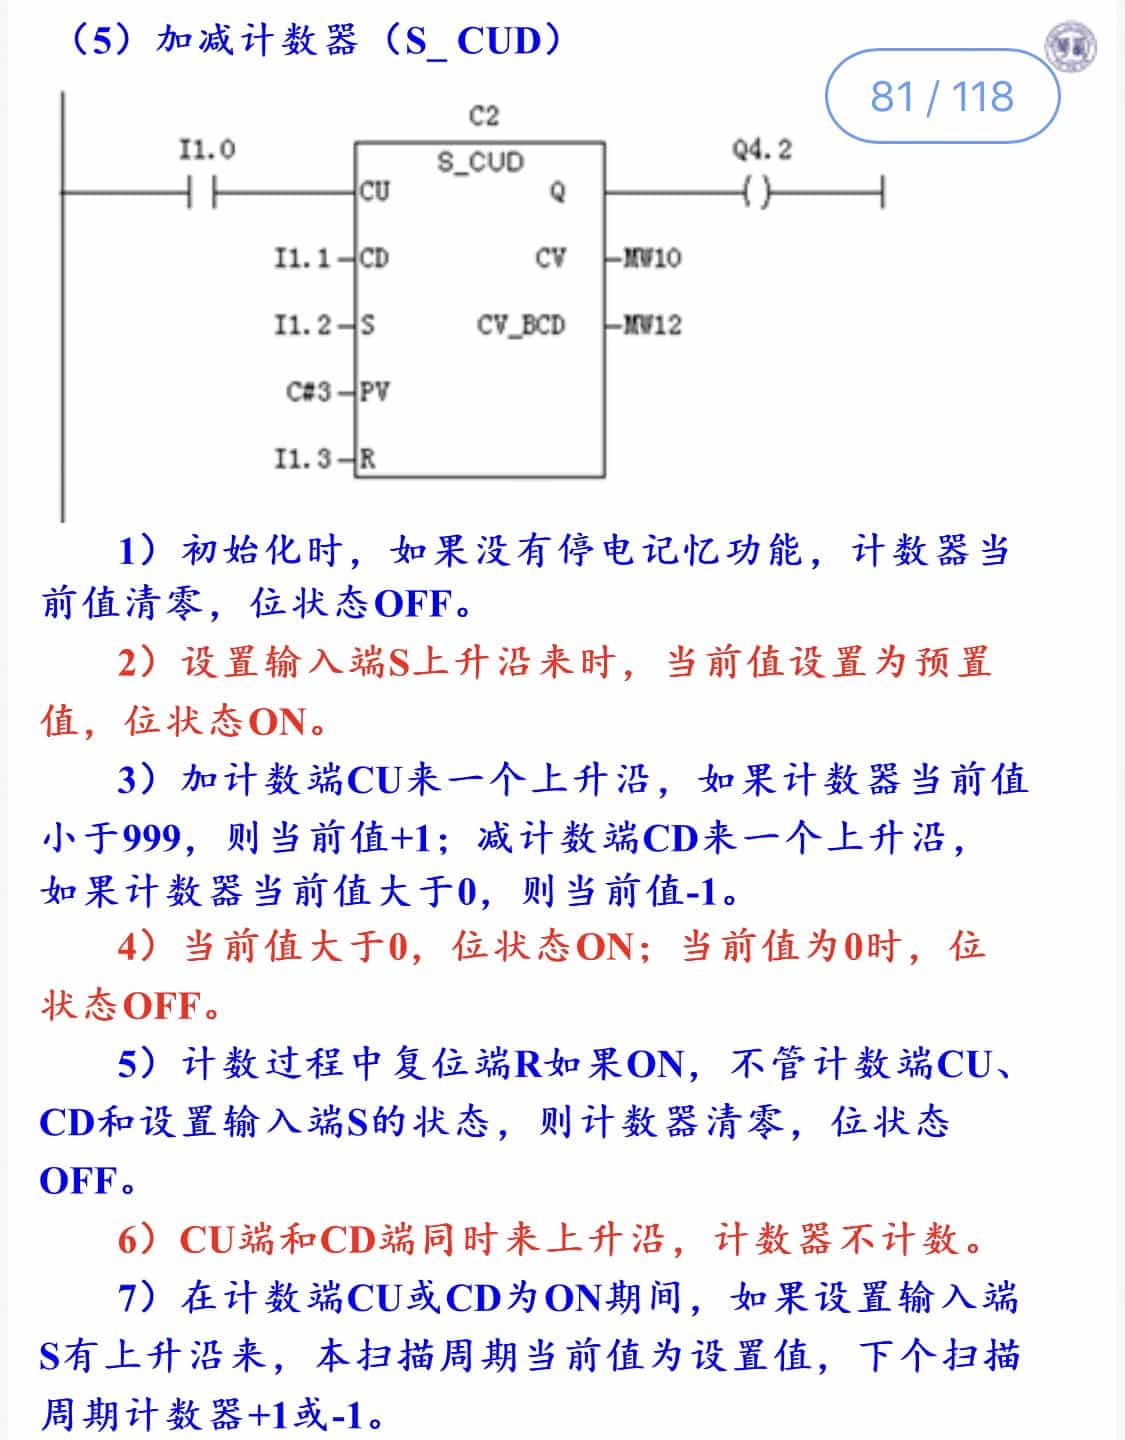 （5）加减计数器（S_ CUD）
81 / 118
C2
I1.0
S_CUD
Q4.2
CU
Q
I1.1
CD
CV
MW10
I1.2
S
CV_BCD
MW12
C#3
PV
I1.3
R
1）初始化时，如果没有停电记忆功能，计数器当
前值清零，位状态OFF。
2）设置输入端S上升沿来时，当前值设置为预置
值，位状态ON。
3）加计数端CU来一个上升沿，如果计数器当前值
小于999，则当前值+1；减计数端CD来一个上升沿，
如果计数器当前值大于0，则当前值-1。
4）当前值大于0，位状态ON；当前值为0时，位
状态OFF。
5）计数过程中复位端R如果ON，不管计数端CU、
CD和设置输入端S的状态，则计数器清零，位状态
OFF。
6）CU端和CD端同时来上升沿，计数器不计数。
7）在计数端CU或CD为ON期间，如果设置输入端
S有上升沿来，本扫描周期当前值为设置值，下个扫描
周期计数器+1或-1。